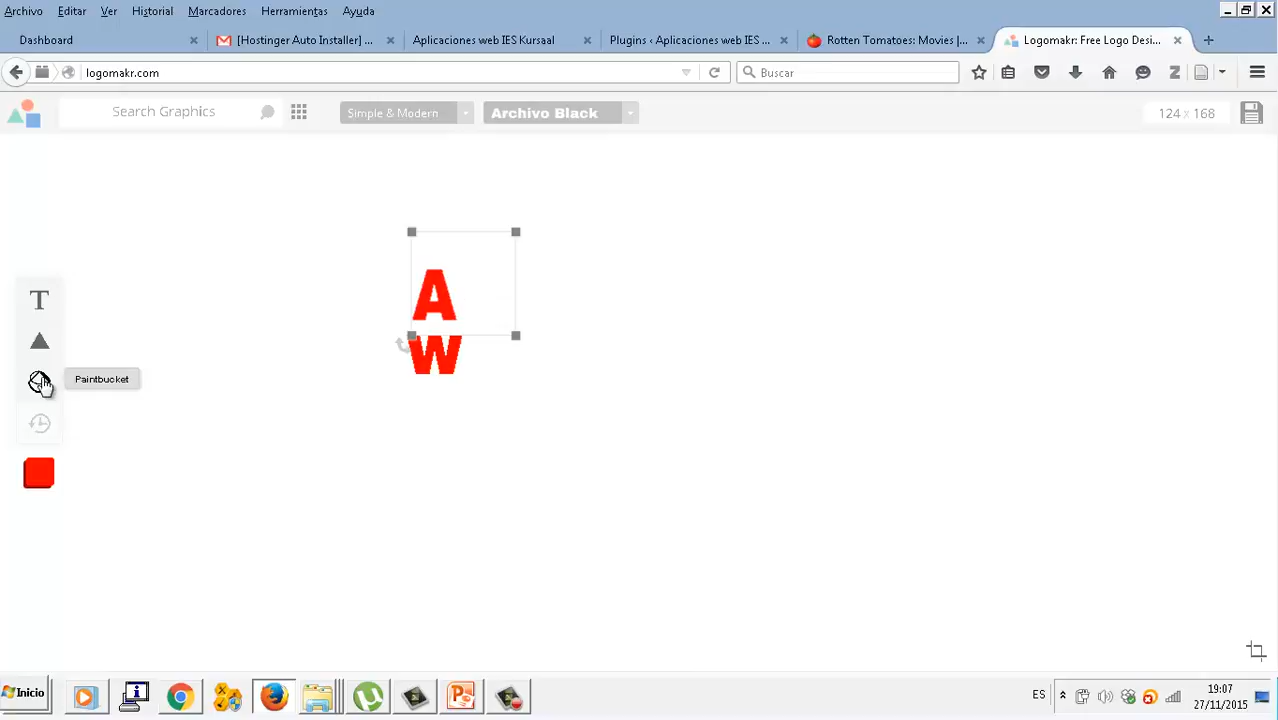 Archivo Editar Ver Historial Marcadores Herramientas Ayuda
Dashboard [Hostinger Auto Installer] ... Aplicaciones web IES Kursaal Plugins ‹ Aplicaciones web IES ... Rotten Tomatoes: Movies |... Logomakr: Free Logo Desi...
logomakr.com Buscar
Search Graphics Simple & Modern Archivo Black 124 x 168
A
W
T
Paintbucket
Inicio ES 19:07
27/11/2015